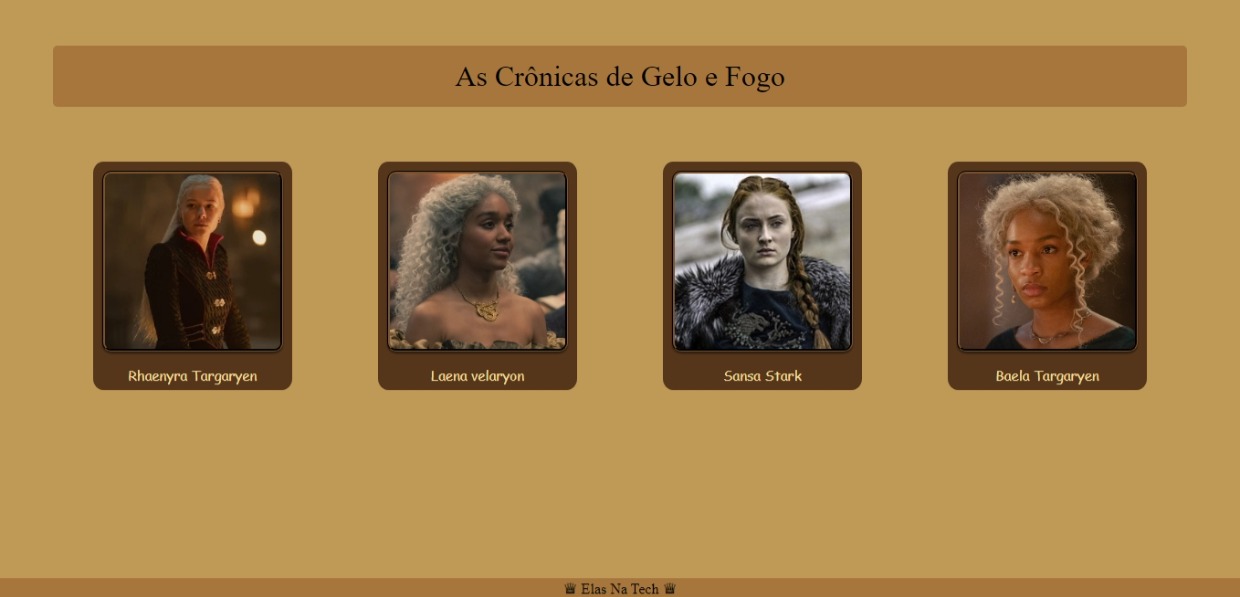 As Crônicas de Gelo e Fogo
Rhaenyra Targaryen
Laena velaryon
Sansa Stark
Baela Targaryen
♕ Elas Na Tech ♕